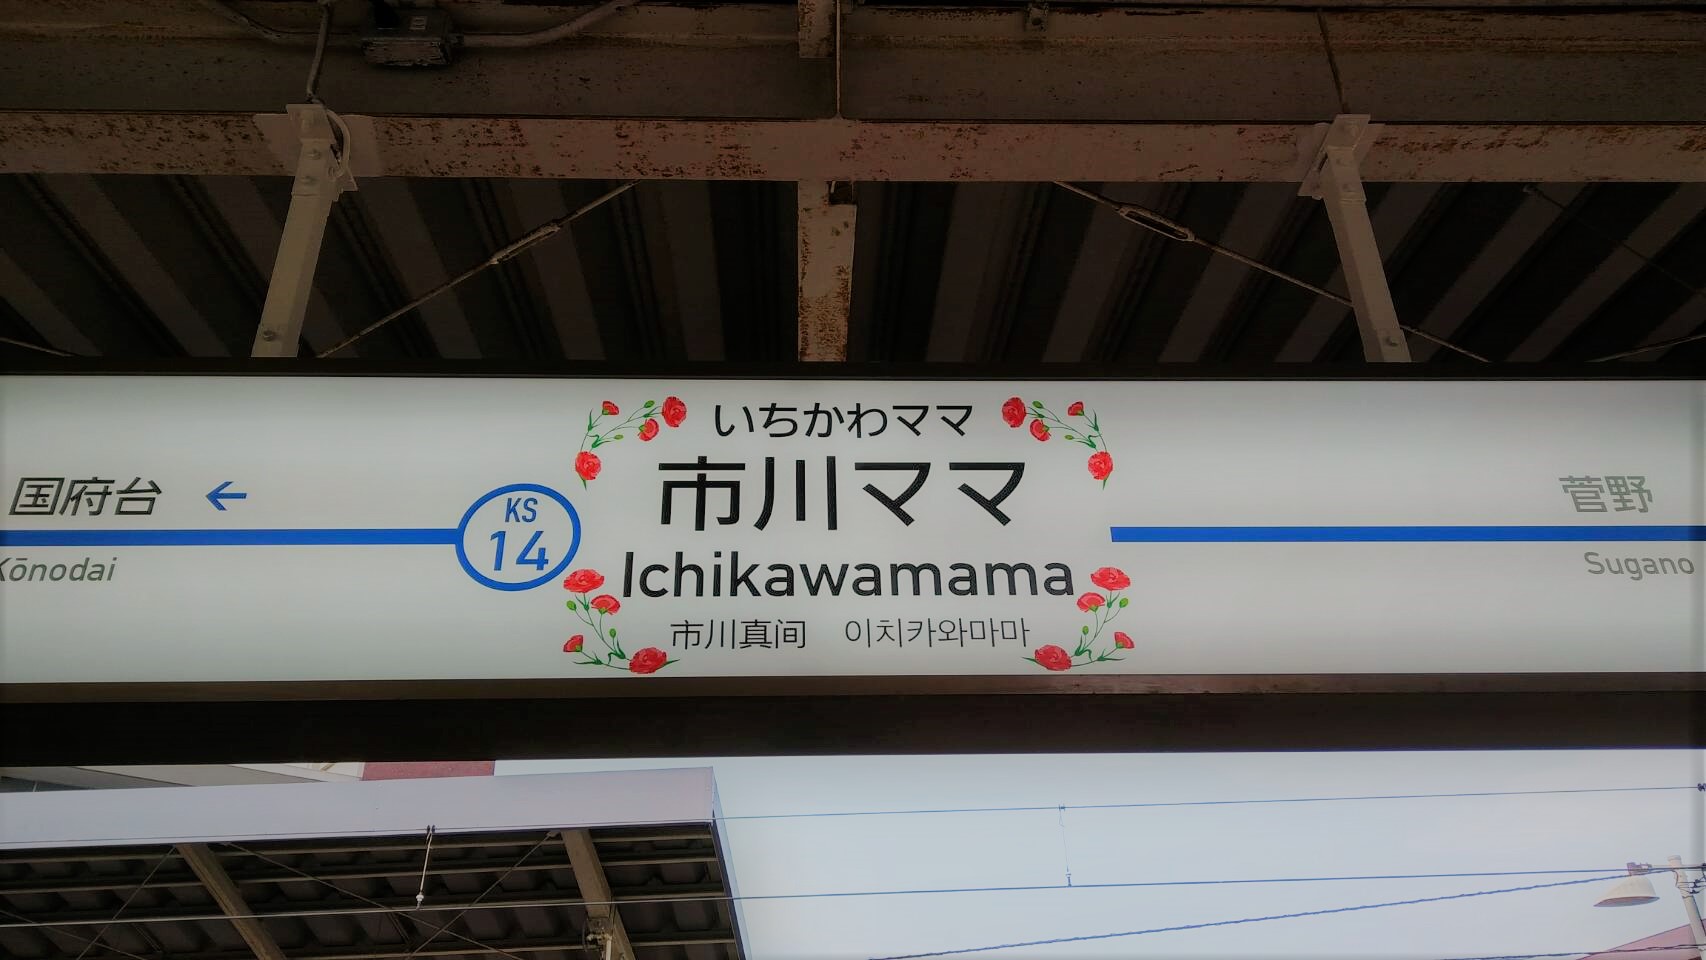 いちかわママ
市川ママ
Ichikawamama
市川真间 이치카와마마
KS
14
国府台 ←
Kōnodai
菅野
Sugano